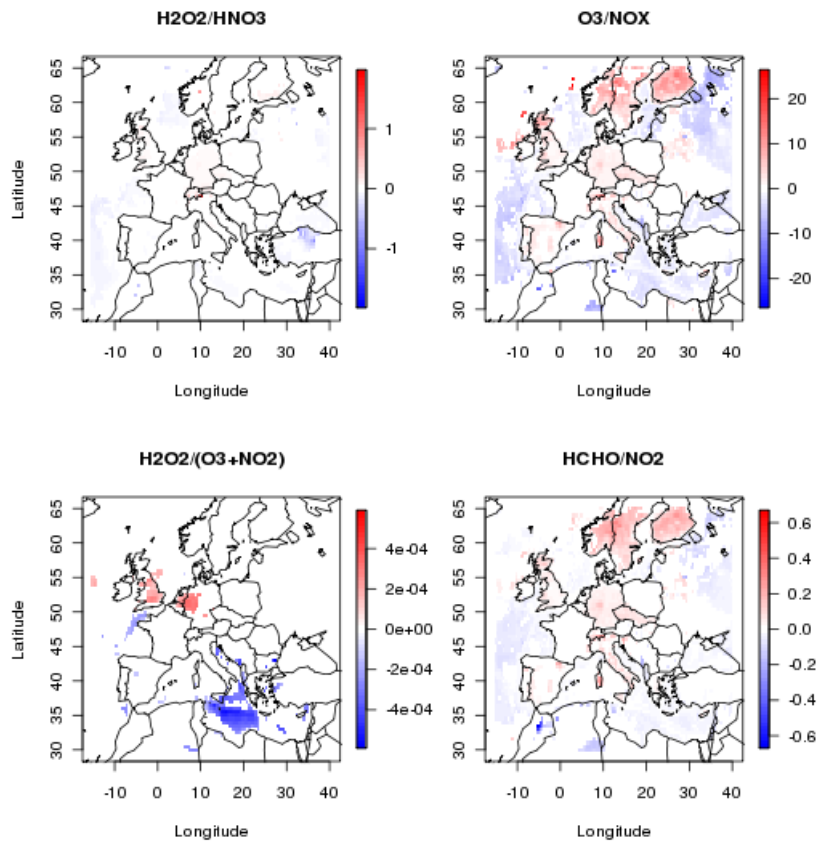 H2O2/HNO3
Latitude
30 35 40 45 50 55 60 65
-10 0 10 20 30 40
Longitude
1
0
-1
O3/NOX
30 35 40 45 50 55 60 65
-10 0 10 20 30 40
Longitude
20
10
0
-10
-20
H2O2/(O3+NO2)
Latitude
30 35 40 45 50 55 60 65
-10 0 10 20 30 40
Longitude
4e-04
2e-04
0e+00
-2e-04
-4e-04
HCHO/NO2
30 35 40 45 50 55 60 65
-10 0 10 20 30 40
Longitude
0.6
0.4
0.2
0.0
-0.2
-0.4
-0.6